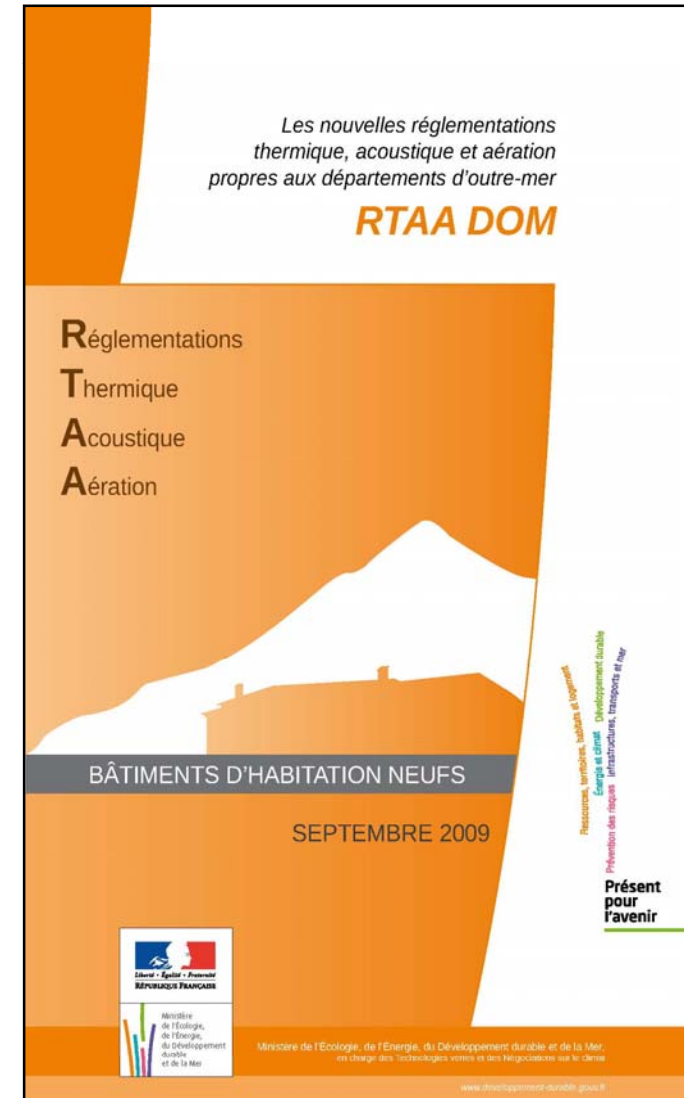 Les nouvelles réglementations
thermique, acoustique et aération
propres aux départements d'outre-mer
RTAA DOM
Réglementations
Thermique
Acoustique
Aération
BÂTIMENTS D'HABITATION NEUFS
SEPTEMBRE 2009
Ressources, territoires, habitats et logement
Énergie et climat Développement durable
Prévention des risques Infrastructures, transports et mer
Présent
pour
l'avenir
Liberté • Égalité • Fraternité
RÉPUBLIQUE FRANÇAISE
Ministère
de l'Écologie,
de l'Énergie,
du Développement
durable
et de la Mer
Ministère de l'Écologie, de l'Énergie, du Développement durable et de la Mer,
en charge des Technologies vertes et des Négociations sur le climat
www.developpement-durable.gouv.fr